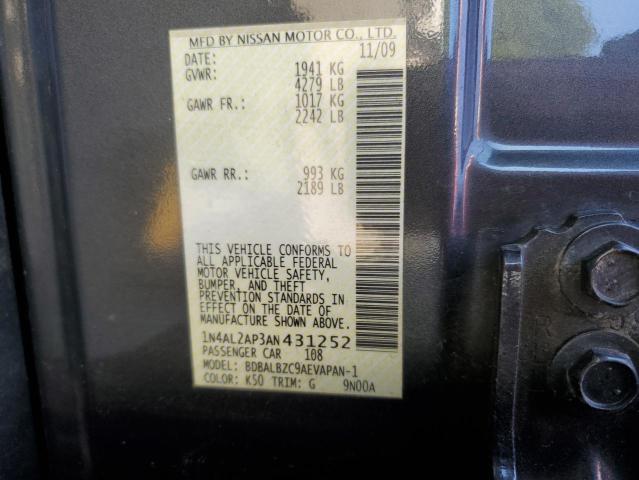 MFD BY NISSAN MOTOR CO., LTD.
DATE: 11/09
GVWR: 1941 KG
4279 LB
GAWR FR.: 1017 KG
2242 LB
GAWR RR.: 993 KG
2189 LB
THIS VEHICLE CONFORMS TO
ALL APPLICABLE FEDERAL
MOTOR VEHICLE SAFETY,
BUMPER, AND THEFT
PREVENTION STANDARDS IN
EFFECT ON THE DATE OF
MANUFACTURE SHOWN ABOVE.
1N4AL2AP3AN431252
PASSENGER CAR 108
MODEL: BDBALBZC9AEVAPAN-1
COLOR: K50 TRIM: G 9N00A